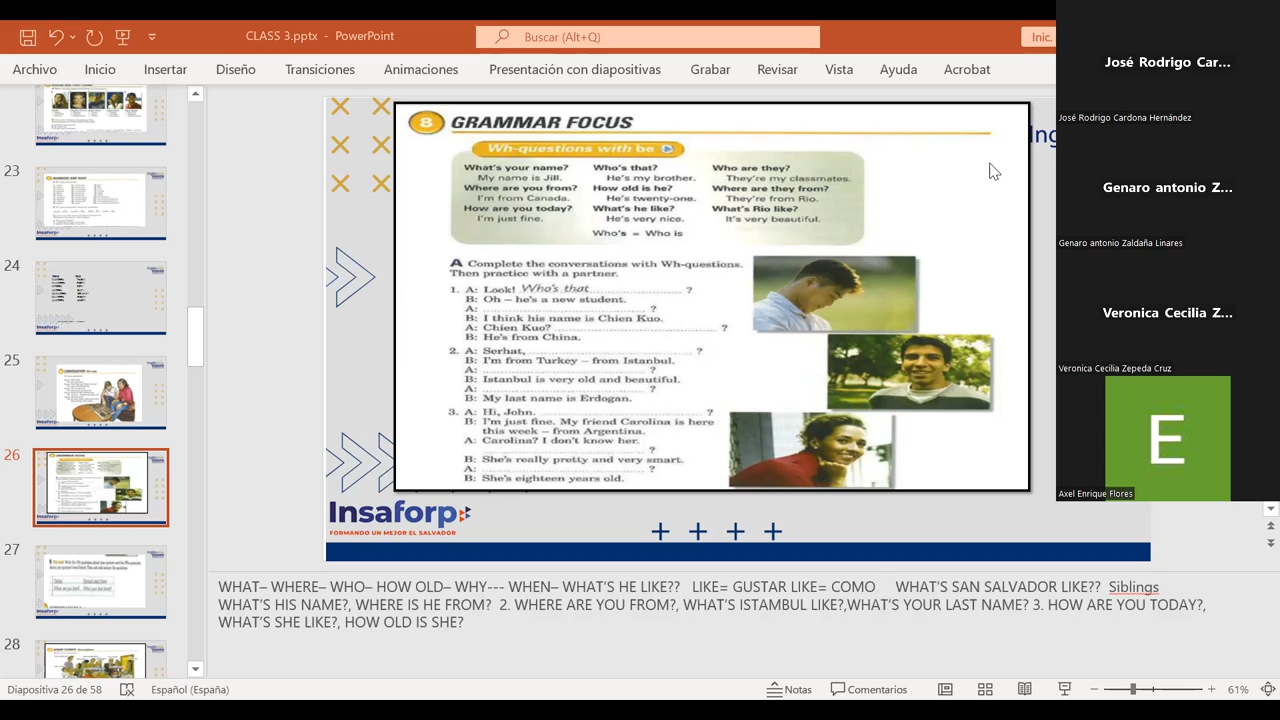 CLASS 3.pptx - PowerPoint
Buscar (Alt+Q)
Inic.
Archivo Inicio Insertar Diseño Transiciones Animaciones Presentación con diapositivas Grabar Revisar Vista Ayuda Acrobat
José Rodrigo Car...
José Rodrigo Cardona Hernández
Genaro antonio Z...
Genaro antonio Zaldaña Linares
Veronica Cecilia Z...
Veronica Cecilia Zepeda Cruz
E
Axel Enrique Flores
23
24
25
26
27
28
8 GRAMMAR FOCUS
Wh-questions with be
What's your name? Who's that? Who are they?
My name is Jill. He's my brother. They're my classmates.
Where are you from? How old is he? Where are they from?
I'm from Canada. He's twenty-one. They're from Rio.
How are you today? What's he like? What's Rio like?
I'm just fine. He's very nice. It's very beautiful.
Who's = Who is
A Complete the conversations with Wh-questions.
Then practice with a partner.
1. A: Look! Who's that ?
B: Oh – he's a new student.
A: ?
B: I think his name is Chien Kuo.
A: Chien Kuo? ?
B: He's from China.
2. A: Serhat, ?
B: I'm from Turkey – from Istanbul.
A: ?
B: Istanbul is very old and beautiful.
A: ?
B: My last name is Erdogan.
3. A: Hi, John. ?
B: I'm just fine. My friend Carolina is here
this week – from Argentina.
A: Carolina? I don't know her.
?
B: She's really pretty and very smart.
A: ?
B: She's eighteen years old.
Insaforp
FORMANDO UN MEJOR EL SALVADOR
WHAT– WHERE– WHO– HOW OLD– WHY--- WHEN– WHAT'S HE LIKE?? LIKE= GUSTAR LIKE= COMO WHAT'S SAN SALVADOR LIKE?? Siblings
WHAT'S HIS NAME?, WHERE IS HE FROM? 2. WHERE ARE YOU FROM?, WHAT'S ISTAMBUL LIKE?,WHAT'S YOUR LAST NAME? 3. HOW ARE YOU TODAY?,
WHAT'S SHE LIKE?, HOW OLD IS SHE?
Diapositiva 26 de 58 Español (España) Notas Comentarios 61%